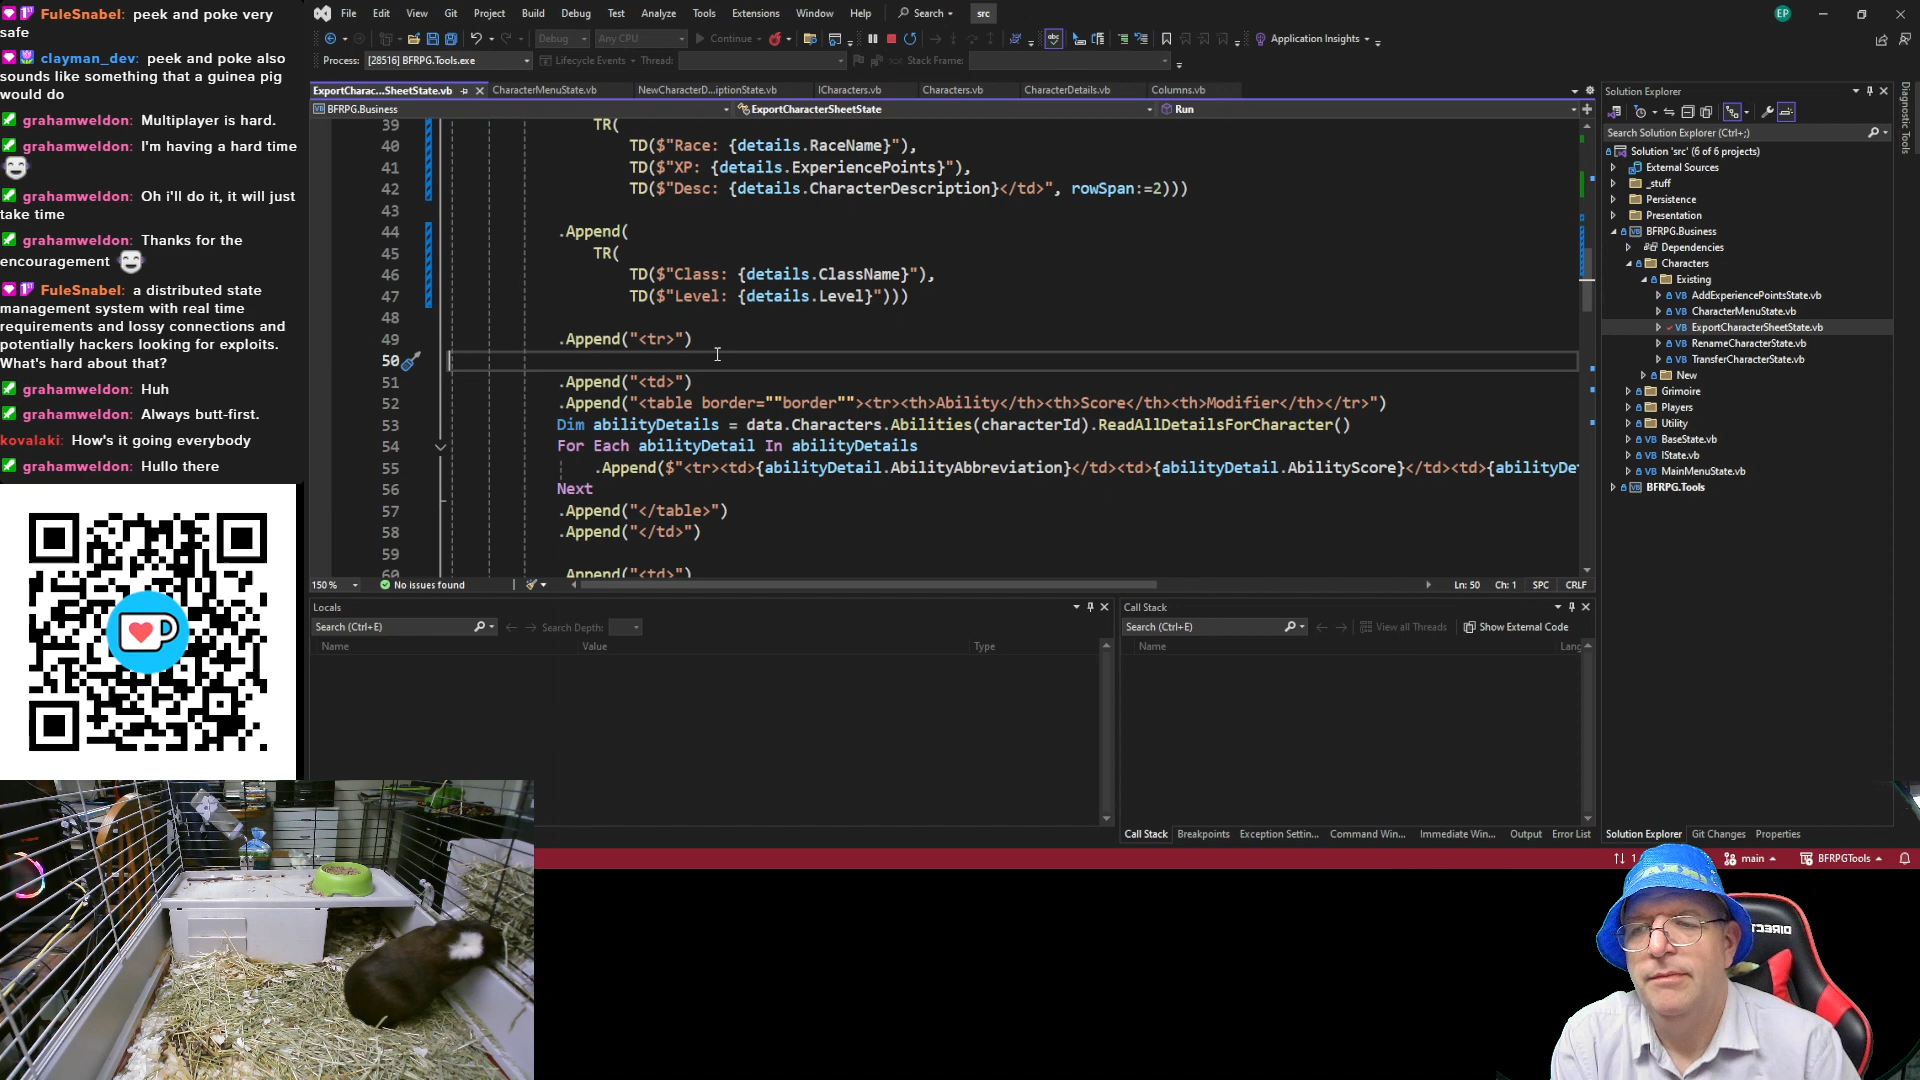 FuleSnabel: peek and poke very
safe
clayman_dev: peek and poke also
sounds like something that a guinea pig
would do
grahamweldon: Multiplayer is hard.
grahamweldon: I'm having a hard time
grahamweldon: Oh i'll do it, it will just
take time
grahamweldon: Thanks for the
encouragement
FuleSnabel: a distributed state
management system with real time
requirements and lossy connections and
potentially hackers looking for exploits.
What's hard about that?
grahamweldon: Huh
grahamweldon: Always butt-first.
kovalaki: How's it going everybody
grahamweldon: Hullo there
File Edit View Git Project Build Debug Test Analyze Tools Extensions Window Help Search src EP
Debug Any CPU Continue Application Insights
Process: [28516] BFRPG.Tools.exe Lifecycle Events Thread: Stack Frame:
ExportCharac...SheetState.vb CharacterMenuState.vb NewCharacterD...iptionState.vb ICharacters.vb Characters.vb CharacterDetails.vb Columns.vb
BFRPG.Business ExportCharacterSheetState Run
39 TR(
40 TD($"Race: {details.RaceName}"),
41 TD($"XP: {details.ExperiencePoints}"),
42 TD($"Desc: {details.CharacterDescription}</td>", rowSpan:=2)))
43
44 .Append(
45 TR(
46 TD($"Class: {details.ClassName}"),
47 TD($"Level: {details.Level}")))
48
49 .Append("<tr>")
50
51 .Append("<td>")
52 .Append("<table border=""border""><tr><th>Ability</th><th>Score</th><th>Modifier</th></tr>")
53 Dim abilityDetails = data.Characters.Abilities(characterId).ReadAllDetailsForCharacter()
54 For Each abilityDetail In abilityDetails
55 .Append($"<tr><td>{abilityDetail.AbilityAbbreviation}</td><td>{abilityDetail.AbilityScore}</td><td>{abilityDe
56 Next
57 .Append("</table>")
58 .Append("</td>")
59
60 .Append("<td>")
150 % No issues found Ln: 50 Ch: 1 SPC CRLF
Locals
Search (Ctrl+E) Search Depth:
Name Value Type
Call Stack
Search (Ctrl+E) View all Threads Show External Code
Name Lang
Call Stack Breakpoints Exception Settin... Command Win... Immediate Win... Output Error List
Solution Explorer
Search Solution Explorer (Ctrl+;)
Solution 'src' (6 of 6 projects)
External Sources
_stuff
Persistence
Presentation
BFRPG.Business
Dependencies
Characters
Existing
AddExperiencePointsState.vb
CharacterMenuState.vb
ExportCharacterSheetState.vb
RenameCharacterState.vb
TransferCharacterState.vb
New
Grimoire
Players
Utility
BaseState.vb
IState.vb
MainMenuState.vb
BFRPG.Tools
Solution Explorer Git Changes Properties
Diagnostic Tools
1 main BFRPGTools
DIRECT